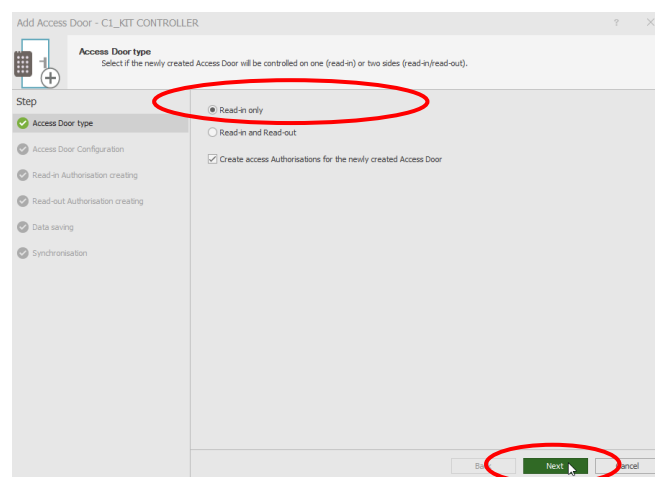 Add Access Door - C1_KIT CONTROLLER
?
Access Door type
Select if the newly created Access Door will be controlled on one (read-in) or two sides (read-in/read-out).
Step
Access Door type
Access Door Configuration
Read-in Authorisation creating
Read-out Authorisation creating
Data saving
Synchronisation
Read-in only
Read-in and Read-out
Create access Authorisations for the newly created Access Door
Next